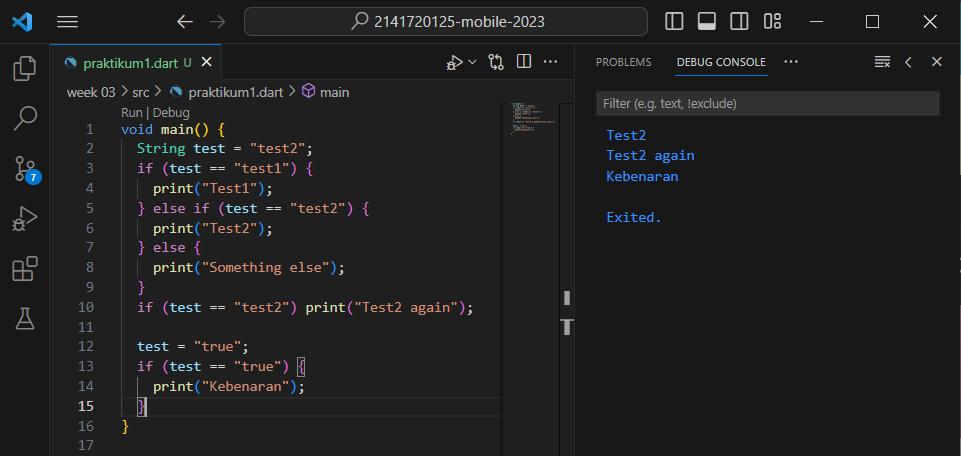 2141720125-mobile-2023
praktikum1.dart U
week 03 > src > praktikum1.dart > main
Run | Debug
1 void main() {
2 String test = "test2";
3 if (test == "test1") {
4 print("Test1");
5 } else if (test == "test2") {
6 print("Test2");
7 } else {
8 print("Something else");
9 }
10 if (test == "test2") print("Test2 again");
11
12 test = "true";
13 if (test == "true") {
14 print("Kebenaran");
15 }
16 }
17
7
PROBLEMS DEBUG CONSOLE ···
Filter (e.g. text, !exclude)
Test2
Test2 again
Kebenaran
Exited.